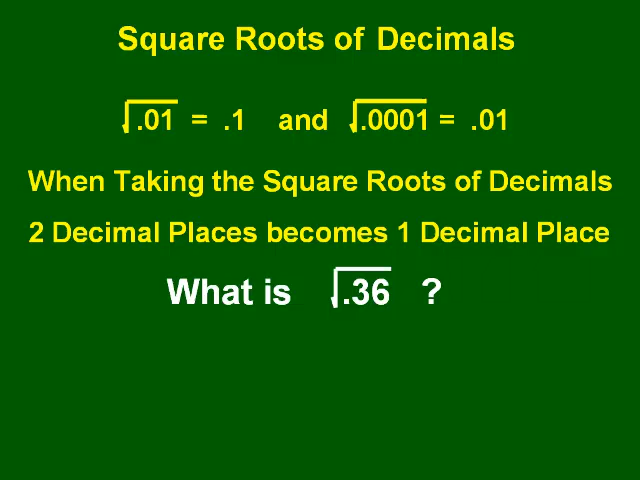 Square Roots of Decimals
√.01 = .1 and √.0001 = .01
When Taking the Square Roots of Decimals
2 Decimal Places becomes 1 Decimal Place
What is √.36 ?